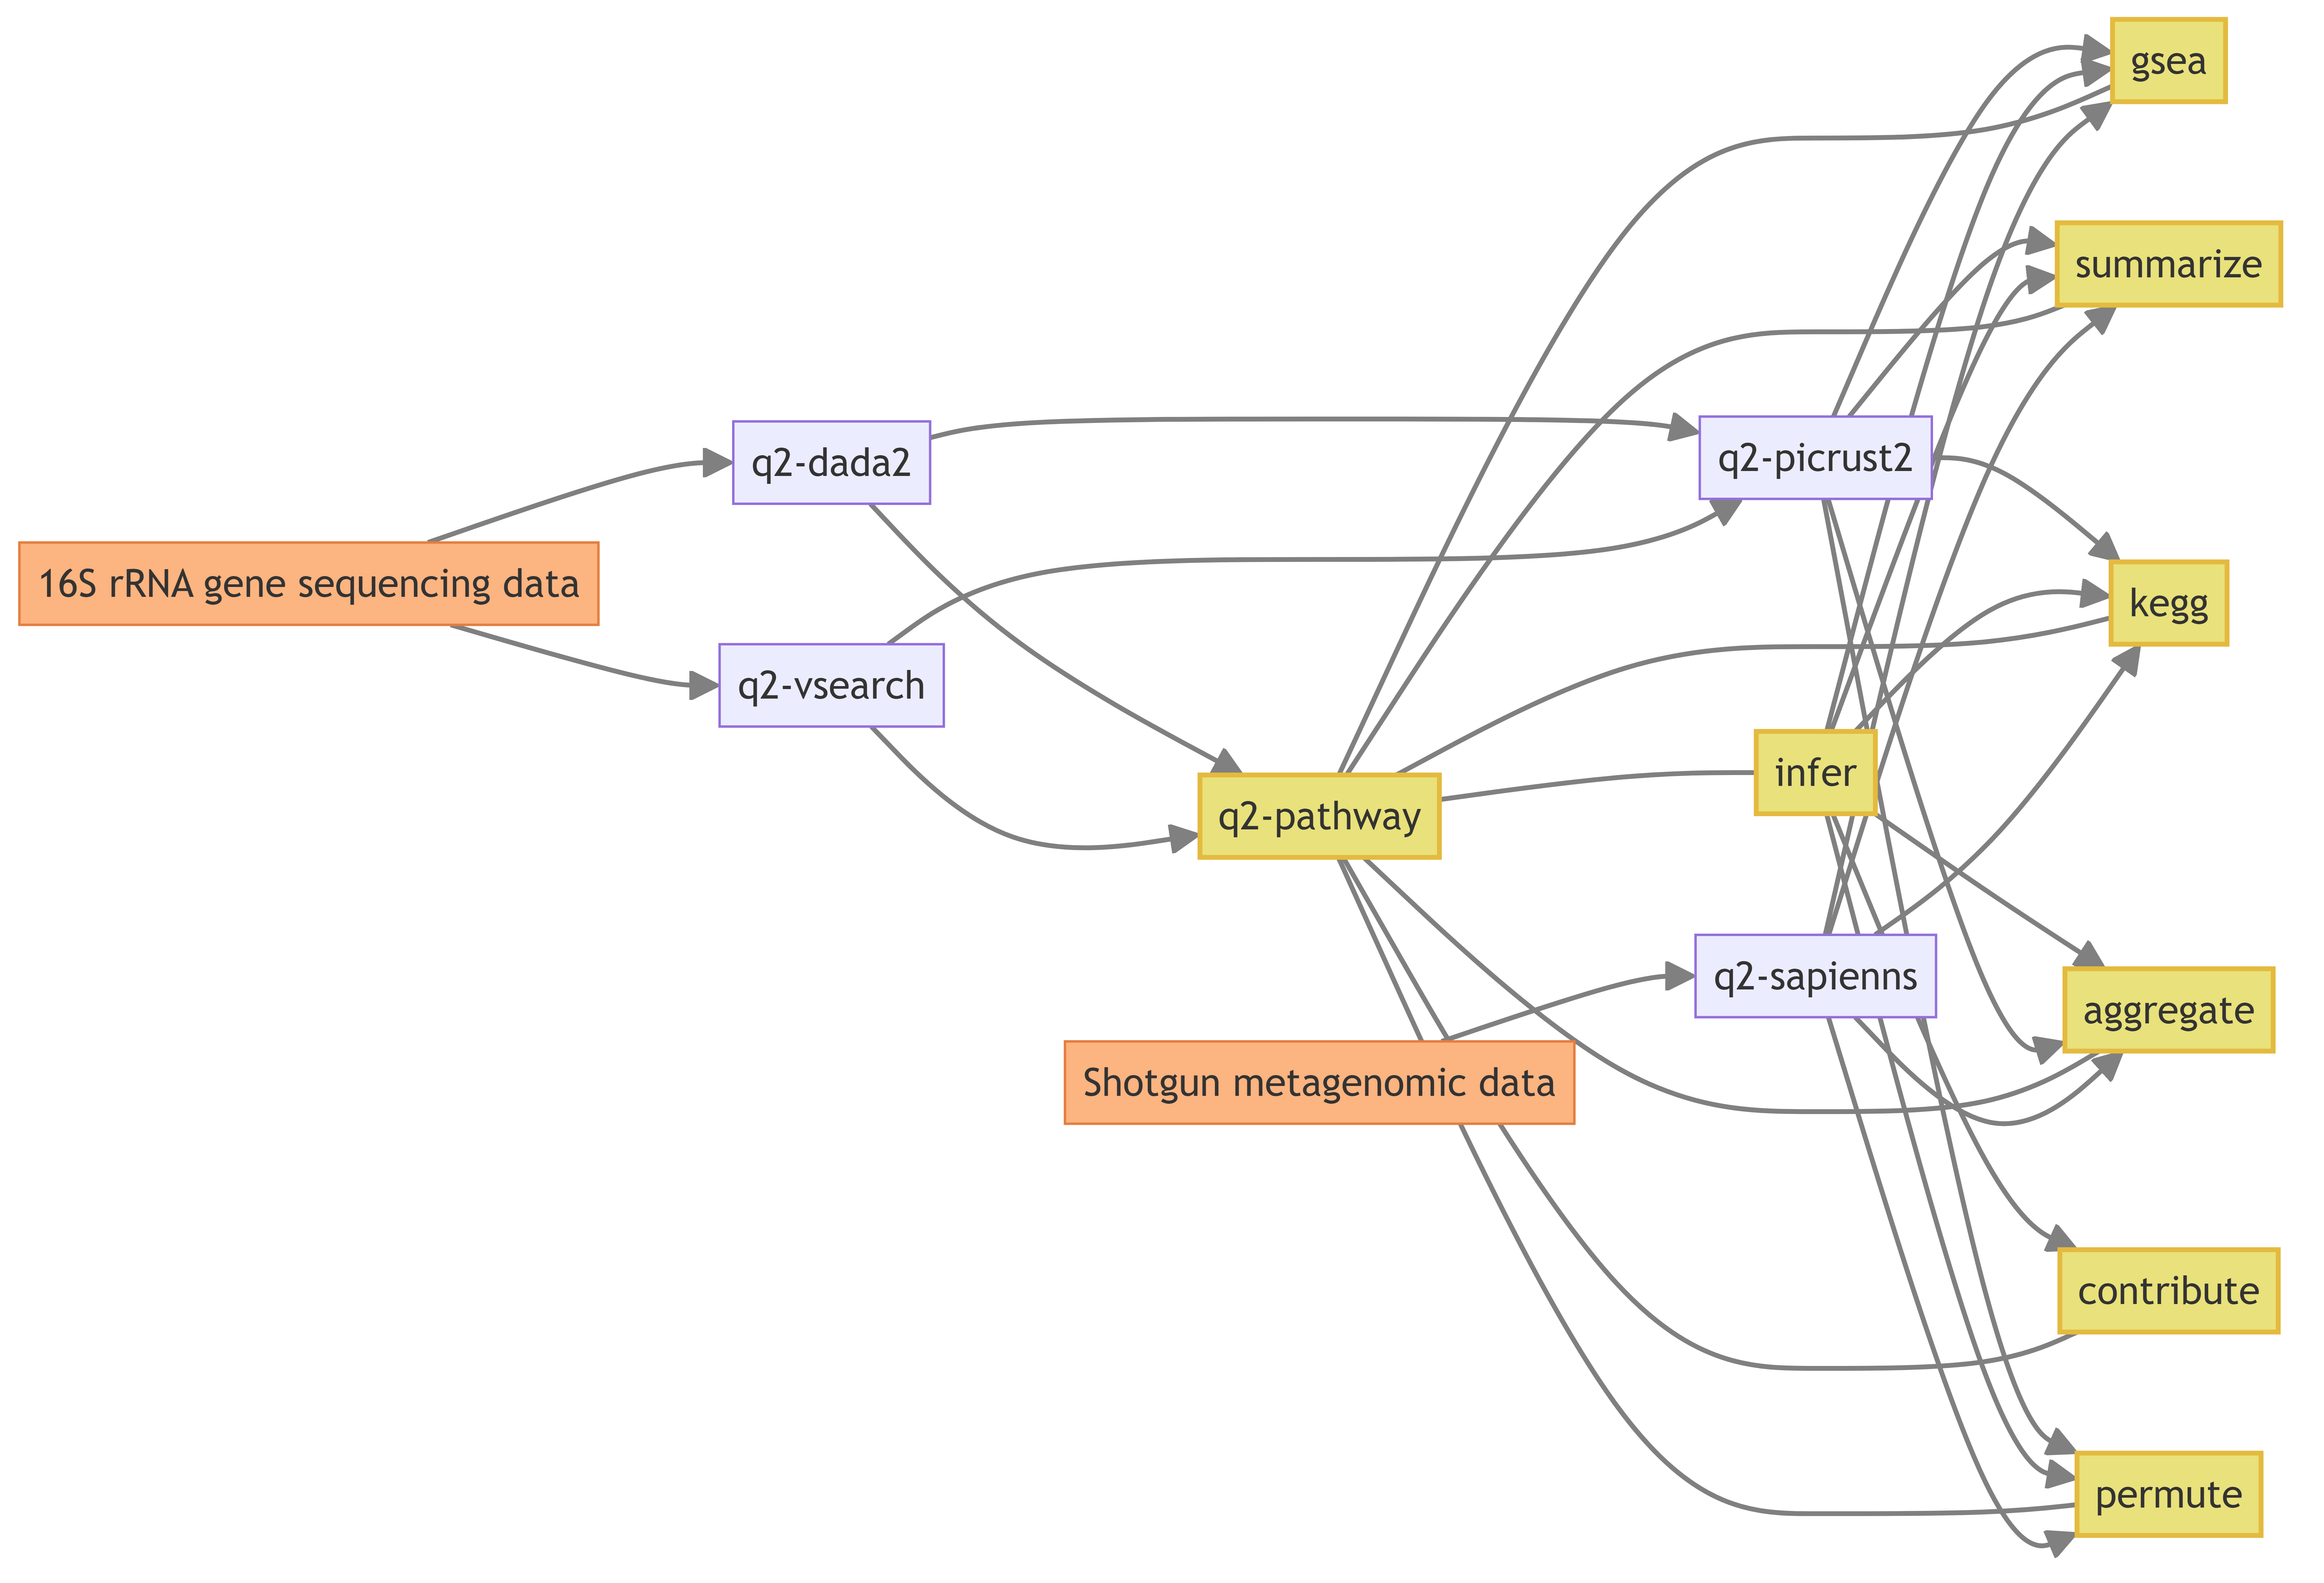 gsea
summarize
q2-dada2
q2-picrust2
16S rRNA gene sequencing data
kegg
q2-vsearch
infer
q2-pathway
q2-sapienns
aggregate
Shotgun metagenomic data
contribute
permute